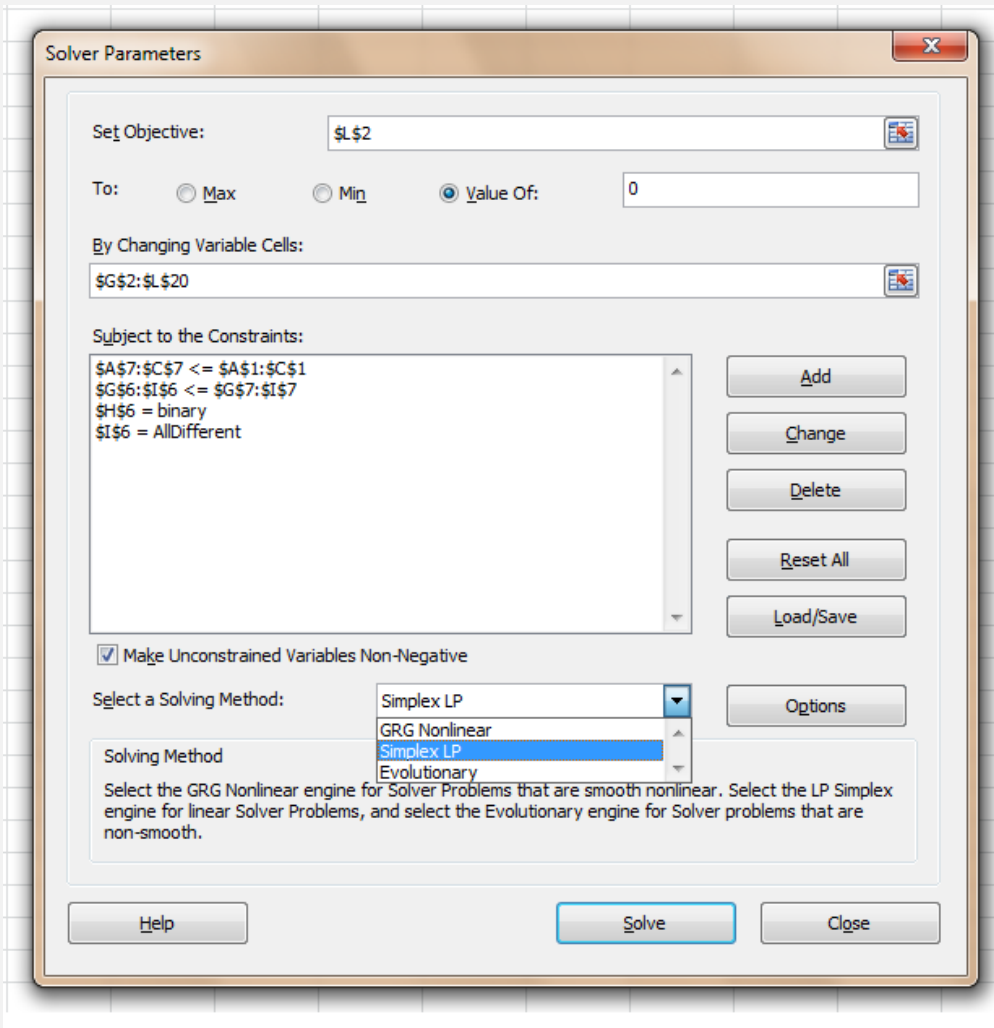 Solver Parameters
Set Objective:
$L$2
To:
Max
Min
Value Of:
0
By Changing Variable Cells:
$G$2:$L$20
Subject to the Constraints:
$A$7:$C$7 <= $A$1:$C$1
$G$6:$I$6 <= $G$7:$I$7
$H$6 = binary
$I$6 = AllDifferent
Add
Change
Delete
Reset All
Load/Save
Make Unconstrained Variables Non-Negative
Select a Solving Method:
Simplex LP
Options
GRG Nonlinear
Simplex LP
Evolutionary
Solving Method
Select the GRG Nonlinear engine for Solver Problems that are smooth nonlinear. Select the LP Simplex
engine for linear Solver Problems, and select the Evolutionary engine for Solver problems that are
non-smooth.
Help
Solve
Close